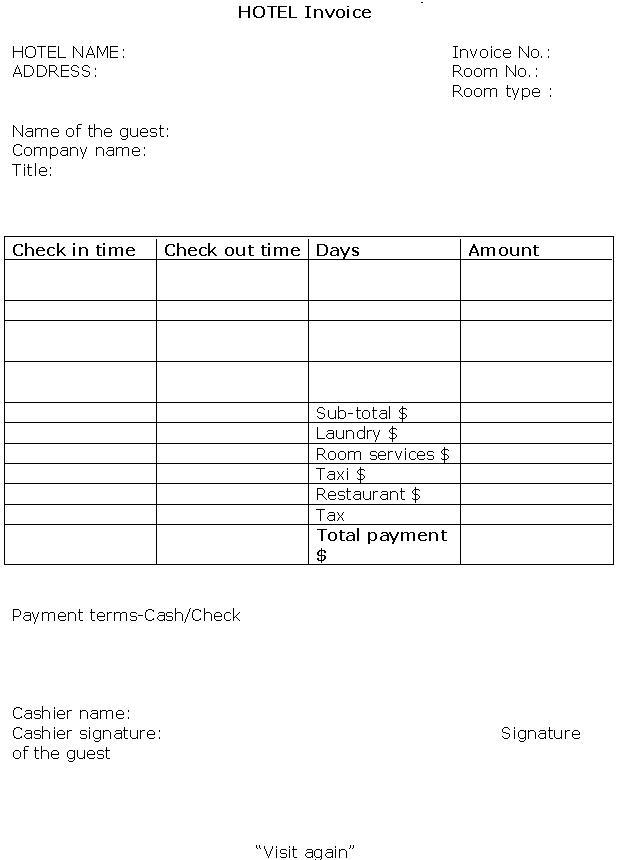 HOTEL Invoice
HOTEL NAME: Invoice No.:
ADDRESS: Room No.:
Room type :
Name of the guest:
Company name:
Title:
Check in time Check out time Days Amount
Sub-total $
Laundry $
Room services $
Taxi $
Restaurant $
Tax
Total payment
$
Payment terms-Cash/Check
Cashier name:
Cashier signature: Signature
of the guest
“Visit again”